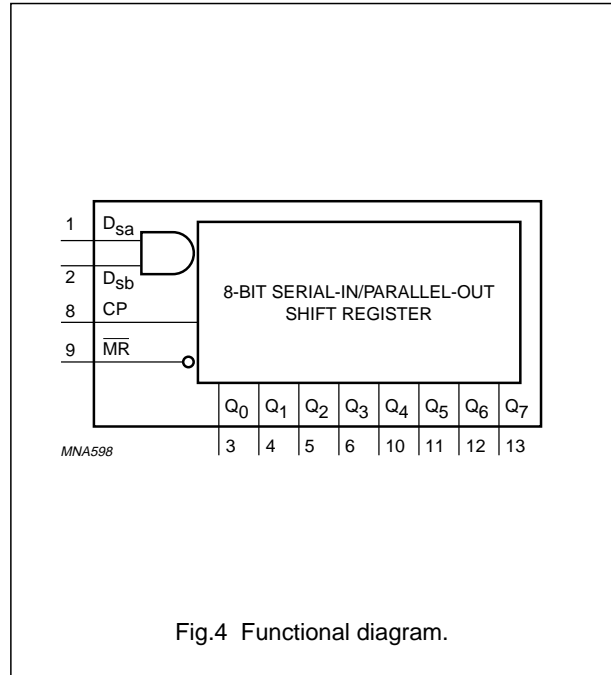 1 Dsa
2 Dsb
8 CP
9 MR
8-BIT SERIAL-IN/PARALLEL-OUT
SHIFT REGISTER
Q0 Q1 Q2 Q3 Q4 Q5 Q6 Q7
3 4 5 6 10 11 12 13
MNA598
Fig.4 Functional diagram.